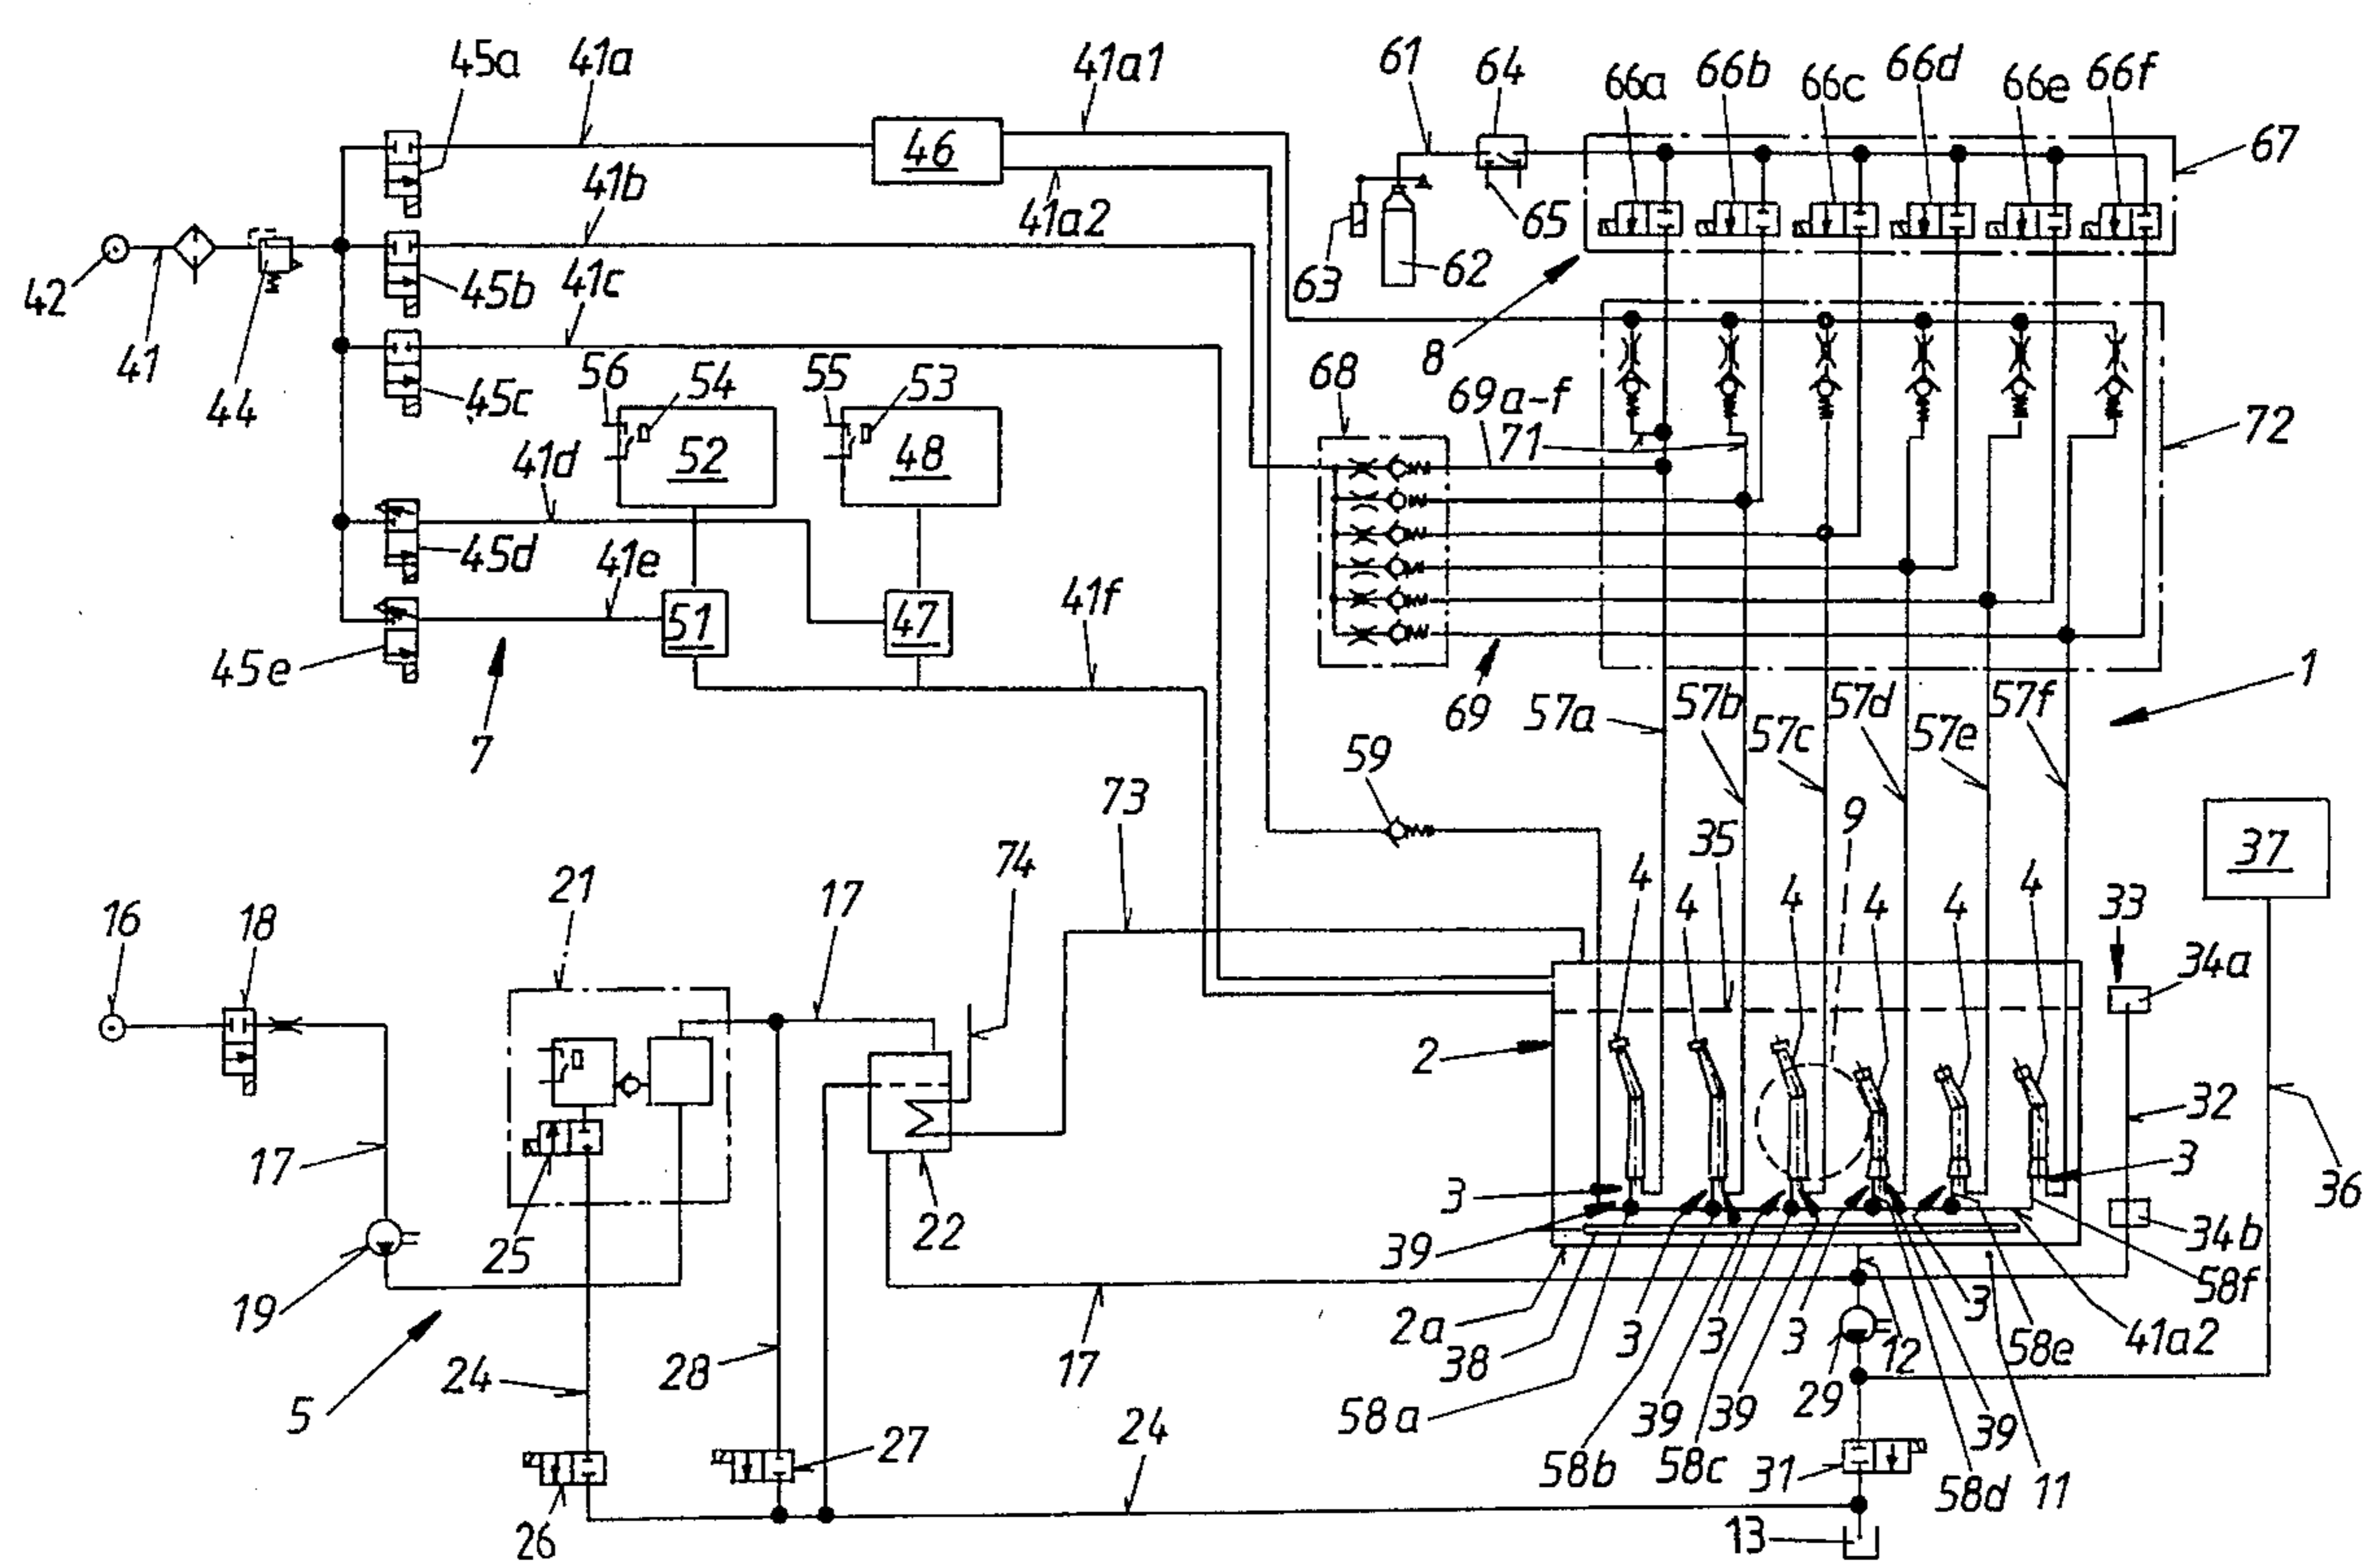 45a 41a 41a1 61 64 66a 66b 66c 66d 66e 66f
46 67
41b 41a2 65
42 41 44 45b 41c 63 62 8
45c 56 54 55 53 68 69a-f 71 72
52 48
41d
45d 41e 51 47 41f
45e 7 69 57a 57b 57c 57d 57e 57f 1
59
73 35 9 37
16 18 21 17 74 4 4 4 4 4 4 33
34a
2
17 32
3 3 36
25 22 39 34b
19 58f
5 24 28 17 2a 38 3 3 3 3 12 58e 41a2
58a 39 39 29 39
27 24 58b 58c 31 58d 11
26 13